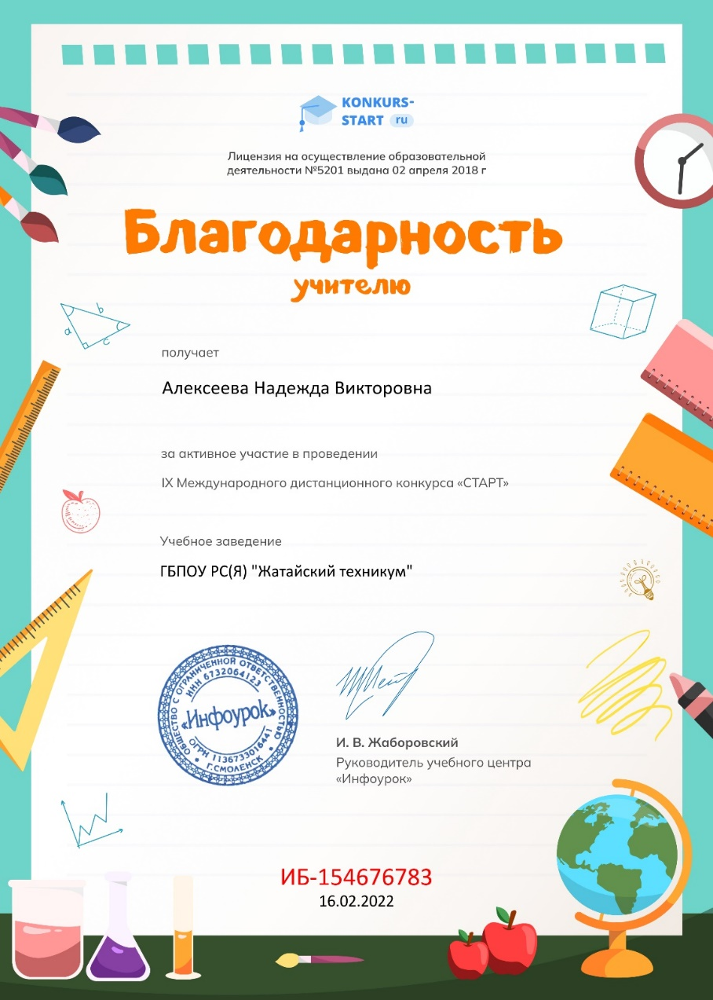 KONKURS-
START ru
Лицензия на осуществление образовательной
деятельности №5201 выдана 02 апреля 2018 г
Благодарность
учителю
b
a
c
получает
Алексеева Надежда Викторовна
за активное участие в проведении
IX Международного дистанционного конкурса «СТАРТ»
Учебное заведение
ГБПОУ РС(Я) "Жатайский техникум"
ОБЩЕСТВО С ОГРАНИЧЕННОЙ ОТВЕТСТВЕННОСТЬЮ
ИНН 6732064123
«Инфоурок»
ОГРН 1136733016441
Г.СМОЛЕНСК
И. В. Жаборовский
Руководитель учебного центра
«Инфоурок»
ИБ-154676783
16.02.2022